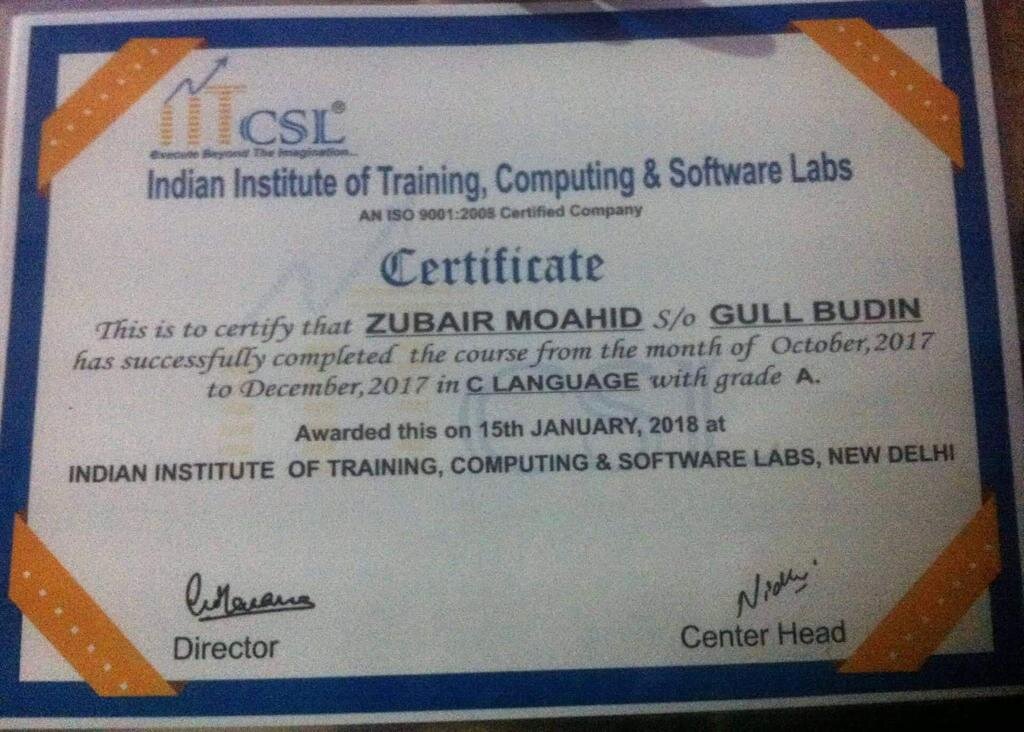 IITCSL®
Execute Beyond The Imagination...
Indian Institute of Training, Computing & Software Labs
AN ISO 9001:2008 Certified Company
Certificate
This is to certify that ZUBAIR MOAHID S/o GULL BUDIN
has successfully completed the course from the month of October,2017
to December,2017 in C LANGUAGE with grade A.
Awarded this on 15th JANUARY, 2018 at
INDIAN INSTITUTE OF TRAINING, COMPUTING & SOFTWARE LABS, NEW DELHI
Nidhi
Director
Center Head